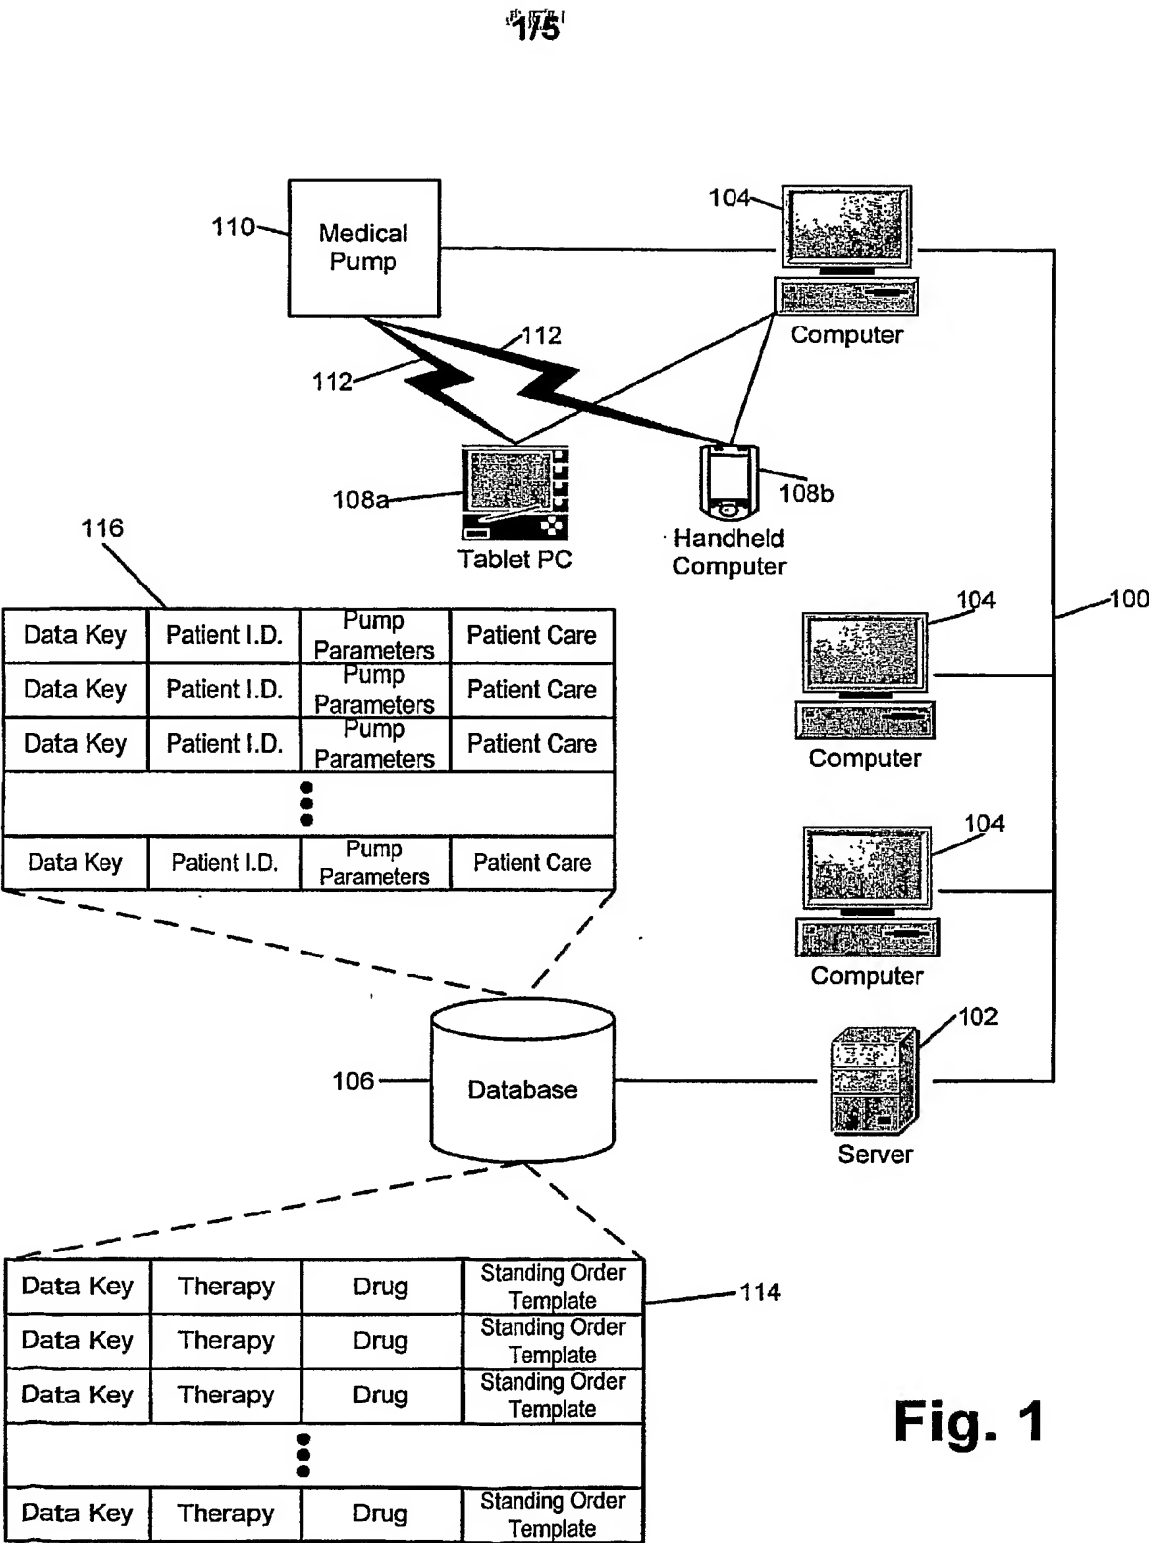 1/5
110
Medical
Pump
104
Computer
112
112
108a
Tablet PC
108b
Handheld
Computer
116
Data Key Patient I.D. Pump Parameters Patient Care
Data Key Patient I.D. Pump Parameters Patient Care
Data Key Patient I.D. Pump Parameters Patient Care
Data Key Patient I.D. Pump Parameters Patient Care
104
100
Computer
104
Computer
102
106
Database
Server
Data Key Therapy Drug Standing Order Template
114
Data Key Therapy Drug Standing Order Template
Data Key Therapy Drug Standing Order Template
Data Key Therapy Drug Standing Order Template
Fig. 1